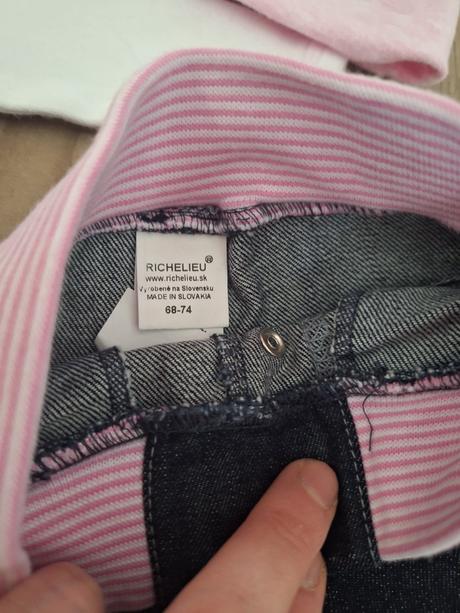 RICHELIEU®
www.richelieu.sk
Vyrobené na Slovensku
MADE IN SLOVAKIA
68-74